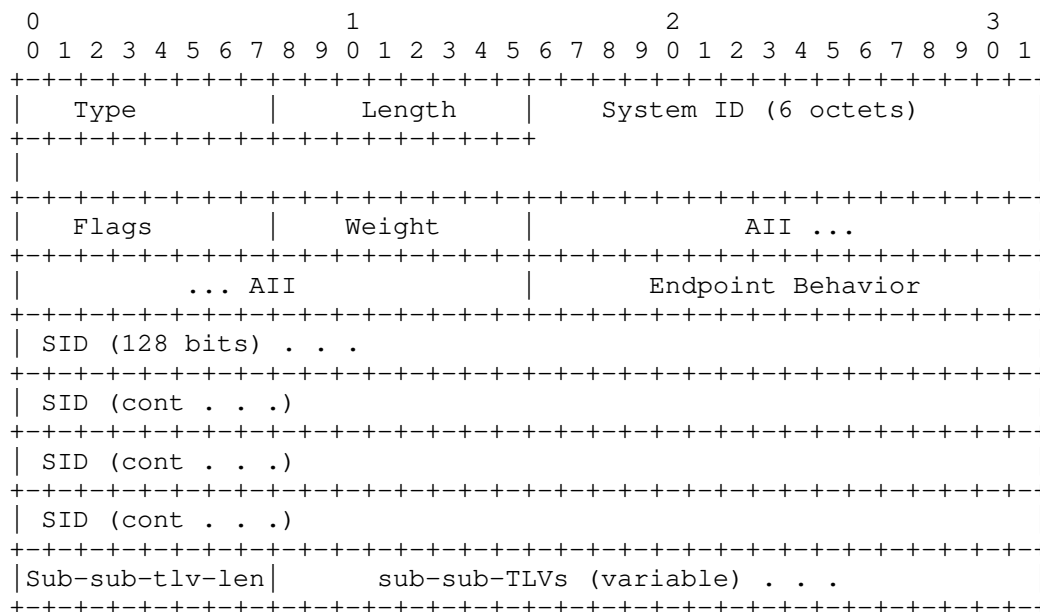 0                   1                   2                   3
 0 1 2 3 4 5 6 7 8 9 0 1 2 3 4 5 6 7 8 9 0 1 2 3 4 5 6 7 8 9 0 1
+-+-+-+-+-+-+-+-+-+-+-+-+-+-+-+-+-+-+-+-+-+-+-+-+-+-+-+-+-+-+-+--
|   Type        |     Length    |    System ID (6 octets)       |
+-+-+-+-+-+-+-+-+-+-+-+-+-+-+-+-+
|                                                               |
+-+-+-+-+-+-+-+-+-+-+-+-+-+-+-+-+-+-+-+-+-+-+-+-+-+-+-+-+-+-+-+--
|   Flags       |    Weight     |             AII ...           |
+-+-+-+-+-+-+-+-+-+-+-+-+-+-+-+-+-+-+-+-+-+-+-+-+-+-+-+-+-+-+-+--
|          ... AII              |       Endpoint Behavior       |
+-+-+-+-+-+-+-+-+-+-+-+-+-+-+-+-+-+-+-+-+-+-+-+-+-+-+-+-+-+-+-+--
| SID (128 bits) . . .                                          |
+-+-+-+-+-+-+-+-+-+-+-+-+-+-+-+-+-+-+-+-+-+-+-+-+-+-+-+-+-+-+-+--
| SID (cont . . .)                                              |
+-+-+-+-+-+-+-+-+-+-+-+-+-+-+-+-+-+-+-+-+-+-+-+-+-+-+-+-+-+-+-+--
| SID (cont . . .)                                              |
+-+-+-+-+-+-+-+-+-+-+-+-+-+-+-+-+-+-+-+-+-+-+-+-+-+-+-+-+-+-+-+--
| SID (cont . . .)                                              |
+-+-+-+-+-+-+-+-+-+-+-+-+-+-+-+-+-+-+-+-+-+-+-+-+-+-+-+-+-+-+-+--
|Sub-sub-tlv-len|      sub-sub-TLVs (variable) . . .            |
+-+-+-+-+-+-+-+-+-+-+-+-+-+-+-+-+-+-+-+-+-+-+-+-+-+-+-+-+-+-+-+--